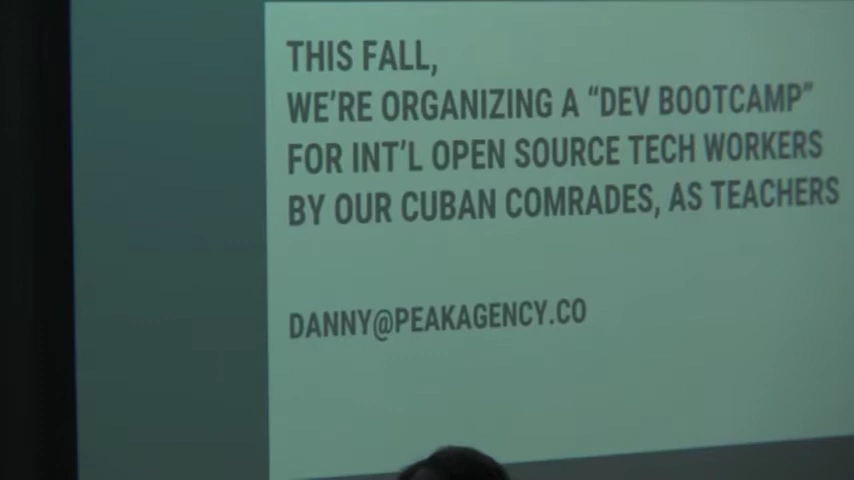 THIS FALL,
WE'RE ORGANIZING A “DEV BOOTCAMP”
FOR INT'L OPEN SOURCE TECH WORKERS
BY OUR CUBAN COMRADES, AS TEACHERS
DANNY@PEAKAGENCY.CO